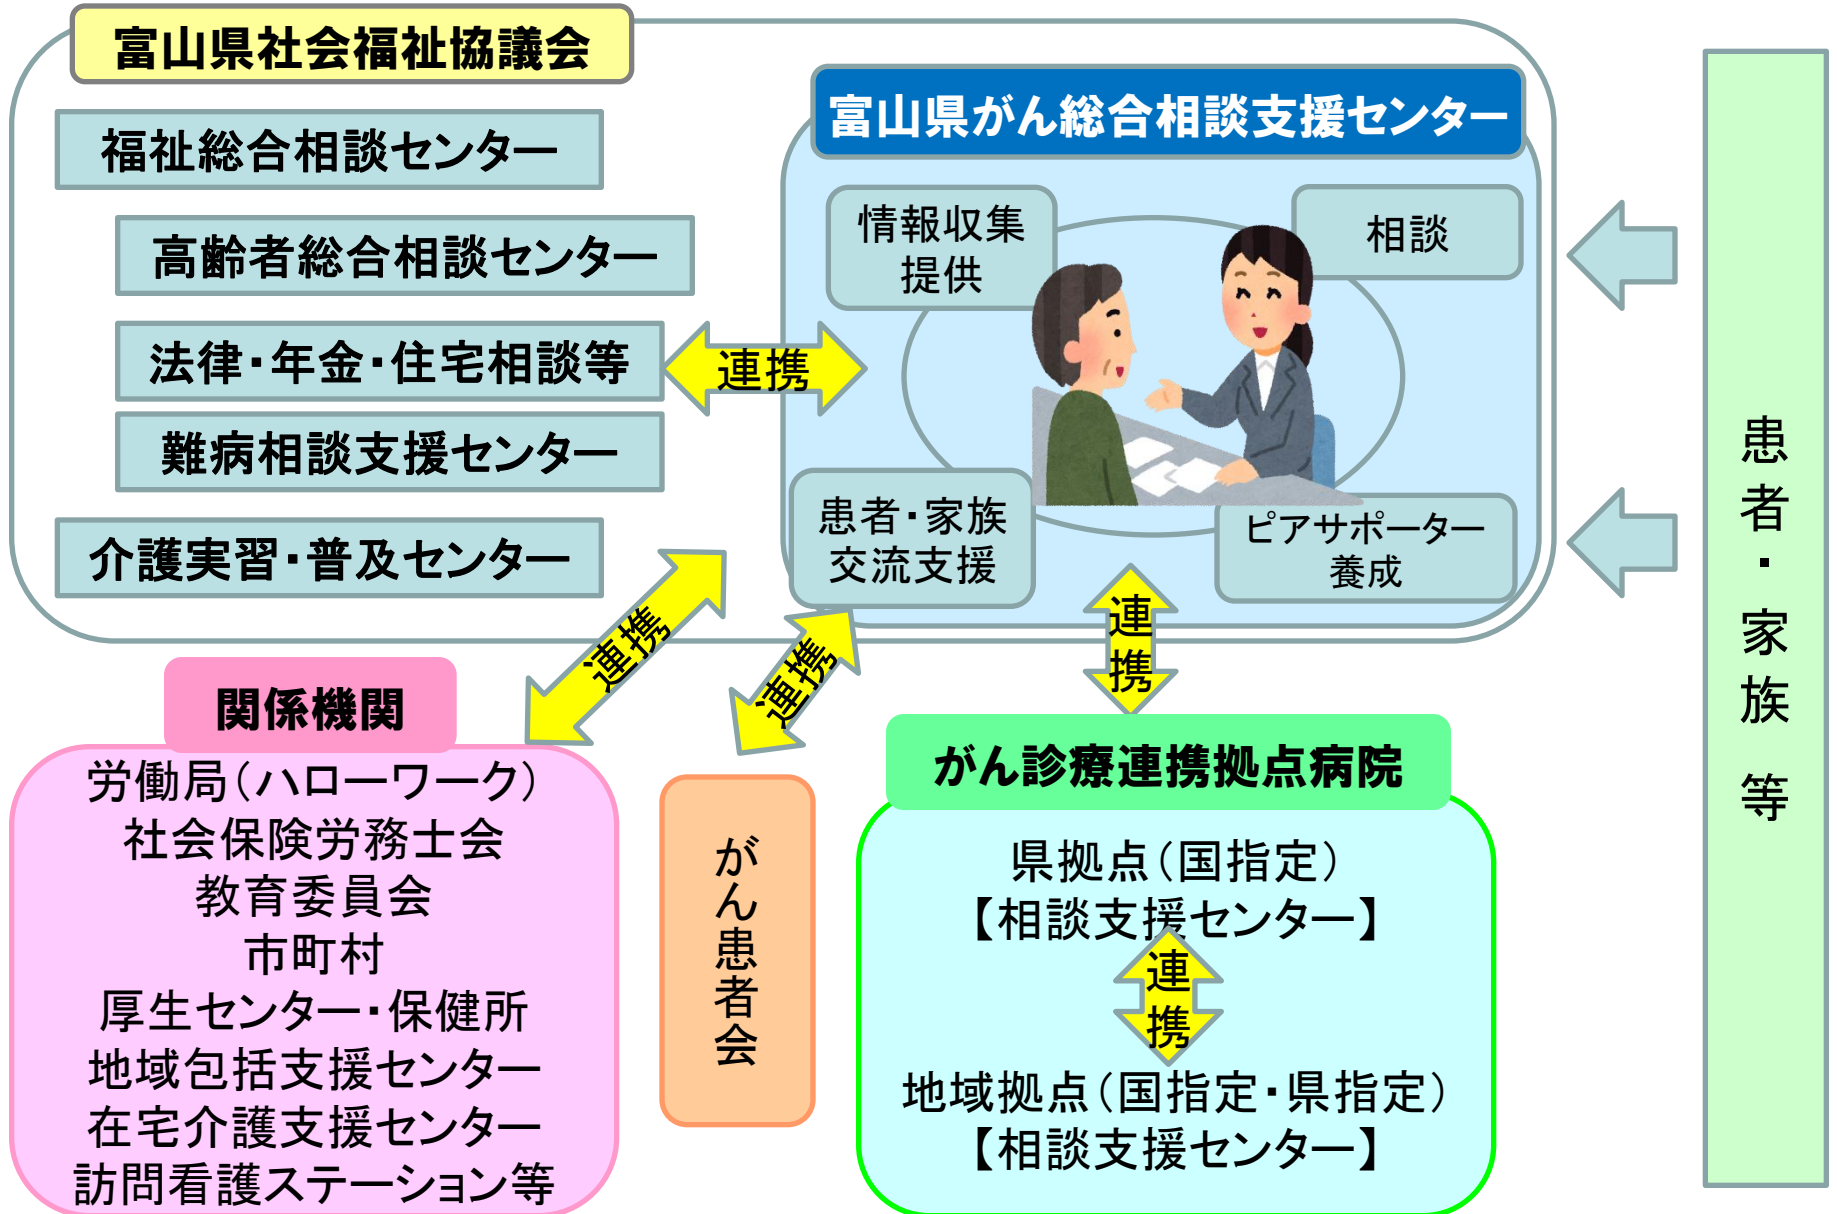 富山県社会福祉協議会
福祉総合相談センター
高齢者総合相談センター
法律・年金・住宅相談等
難病相談支援センター
介護実習・普及センター
連携
富山県がん総合相談支援センター
情報収集
提供
相談
患者・家族
交流支援
ピアサポーター
養成
患者・家族 等
連携
連携
連携
関係機関
労働局(ハローワーク)
社会保険労務士会
教育委員会
市町村
厚生センター・保健所
地域包括支援センター
在宅介護支援センター
訪問看護ステーション等
がん患者会
がん診療連携拠点病院
県拠点(国指定)
【相談支援センター】
連携
地域拠点(国指定・県指定)
【相談支援センター】